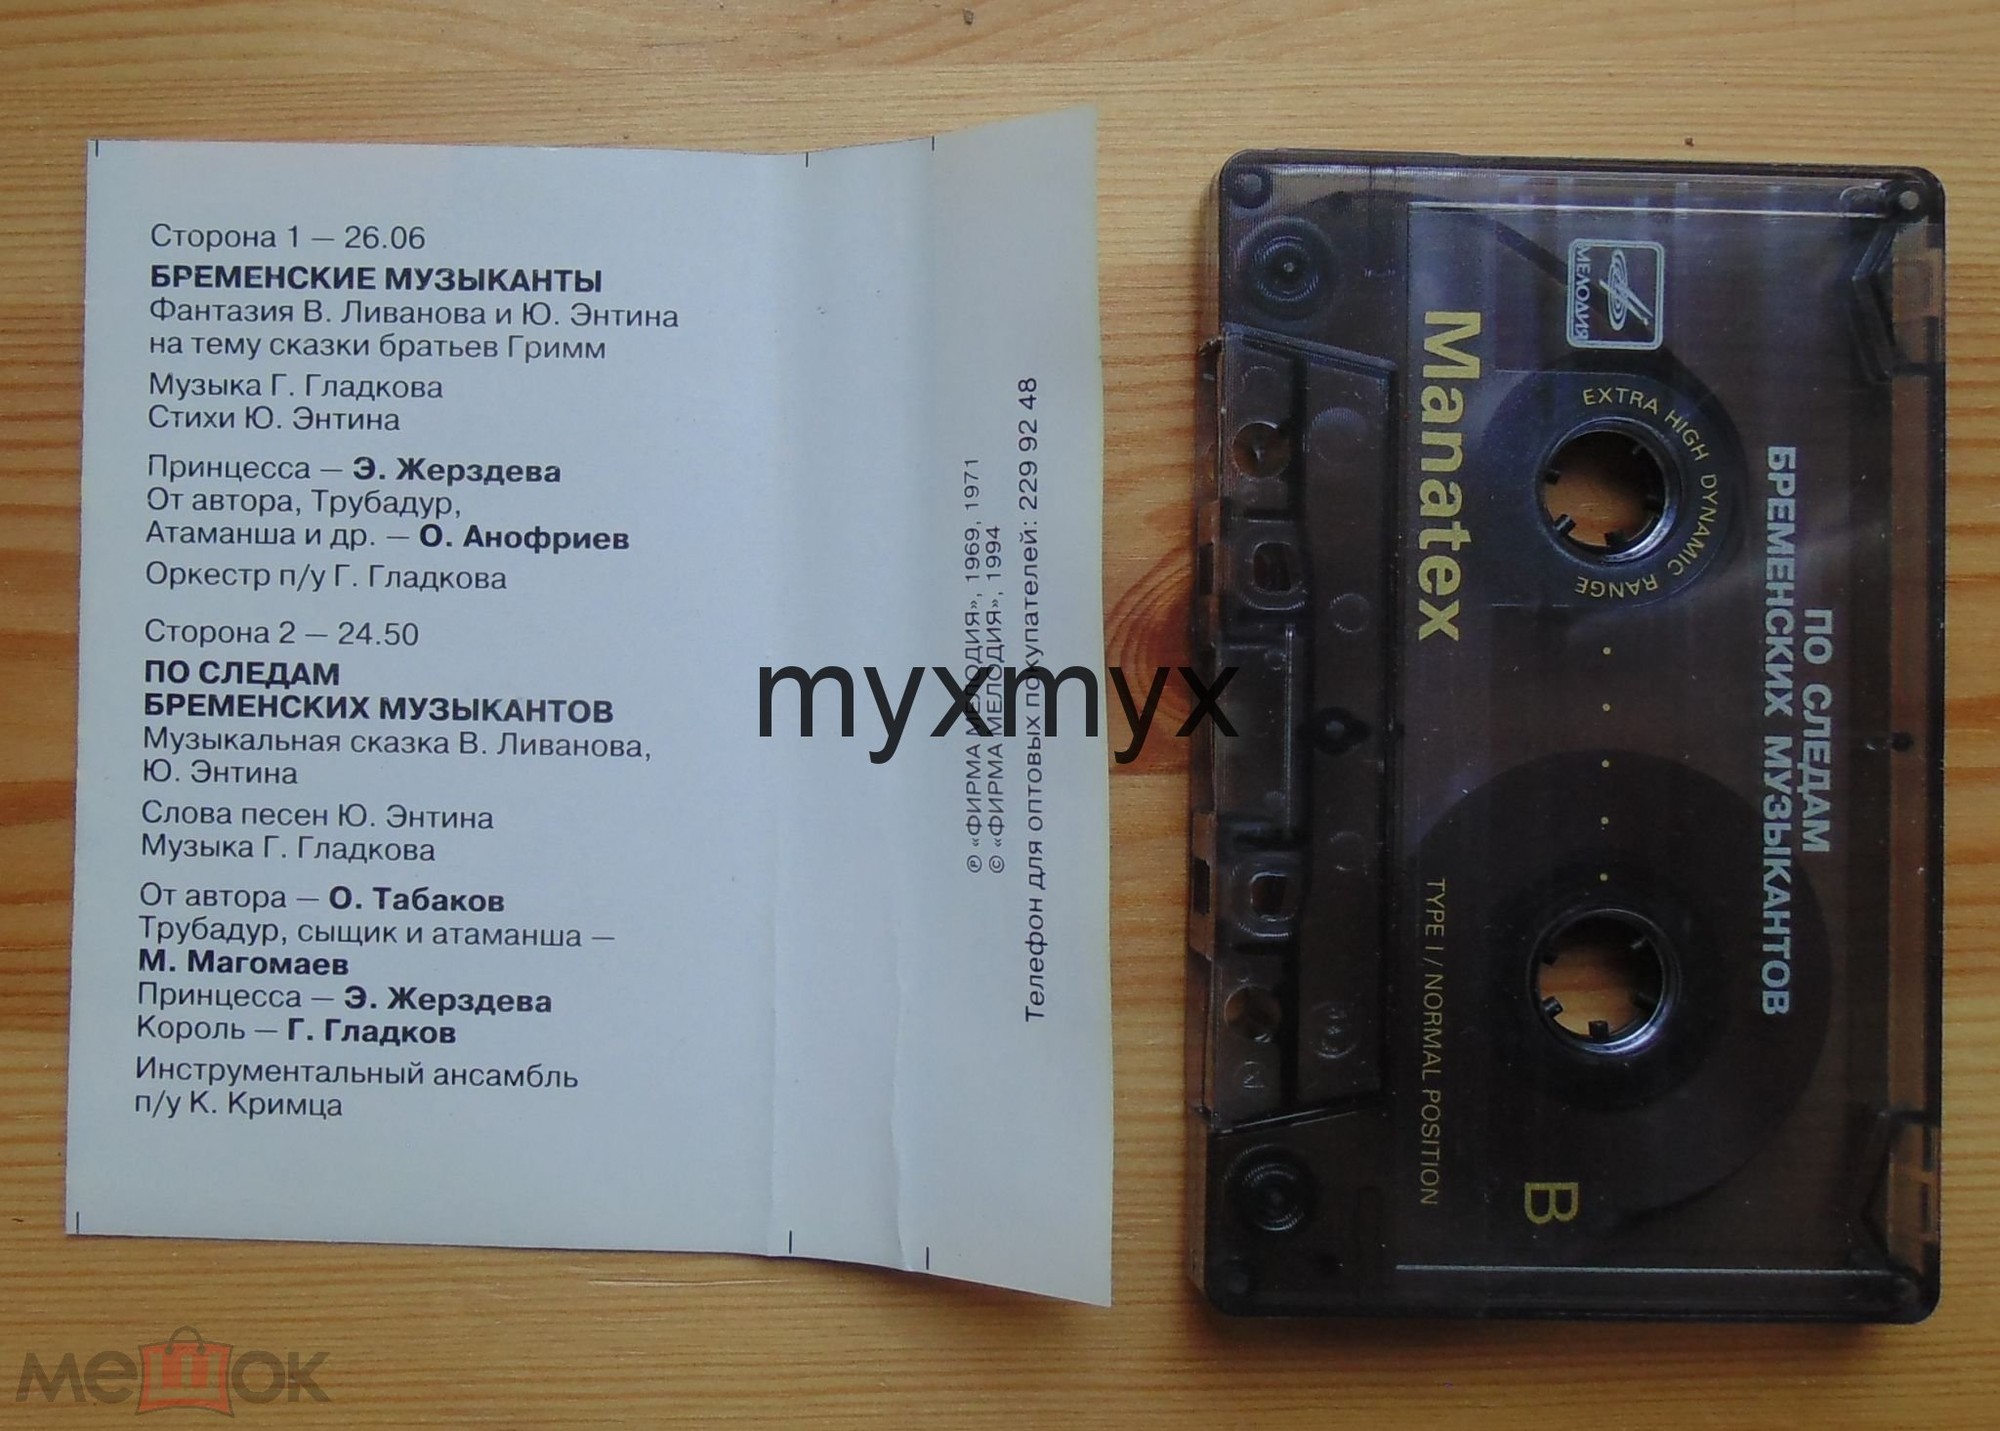 Сторона 1 — 26.06
БРЕМЕНСКИЕ МУЗЫКАНТЫ
Фантазия В. Ливанова и Ю. Энтина
на тему сказки братьев Гримм
Музыка Г. Гладкова
Стихи Ю. Энтина
Принцесса — Э. Жерздева
От автора, Трубадур,
Атаманша и др. — О. Анофриев
Оркестр п/у Г. Гладкова
Сторона 2 — 24.50
ПО СЛЕДАМ
БРЕМЕНСКИХ МУЗЫКАНТОВ
Музыкальная сказка В. Ливанова,
Ю. Энтина
Слова песен Ю. Энтина
Музыка Г. Гладкова
От автора — О. Табаков
Трубадур, сыщик и атаманша —
М. Магомаев
Принцесса — Э. Жерздева
Король — Г. Гладков
Инструментальный ансамбль
п/у К. Кримца
℗ «ФИРМА МЕЛОДИЯ», 1969, 1971
© «ФИРМА МЕЛОДИЯ», 1994
Телефон для оптовых покупателей: 229 92 48
myxmyx
ПО СЛЕДАМ
БРЕМЕНСКИХ МУЗЫКАНТОВ
МЕЛОДИЯ
EXTRA HIGH DYNAMIC RANGE
B
Manatex
TYPE I / NORMAL POSITION
мешок